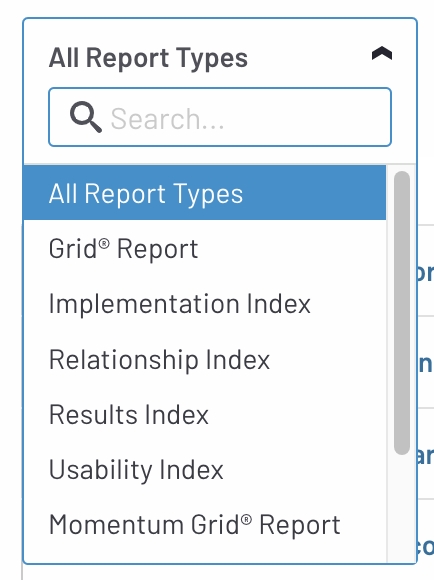 All Report Types
Search...
All Report Types
Grid® Report
Implementation Index
Relationship Index
Results Index
Usability Index
Momentum Grid® Report